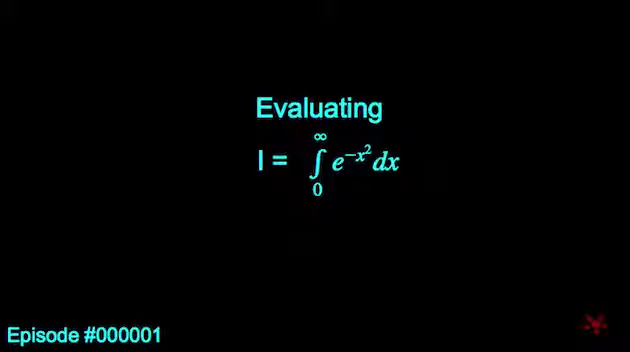 Evaluating
I = ∫₀^∞ e^{-x²} dx
Episode #000001